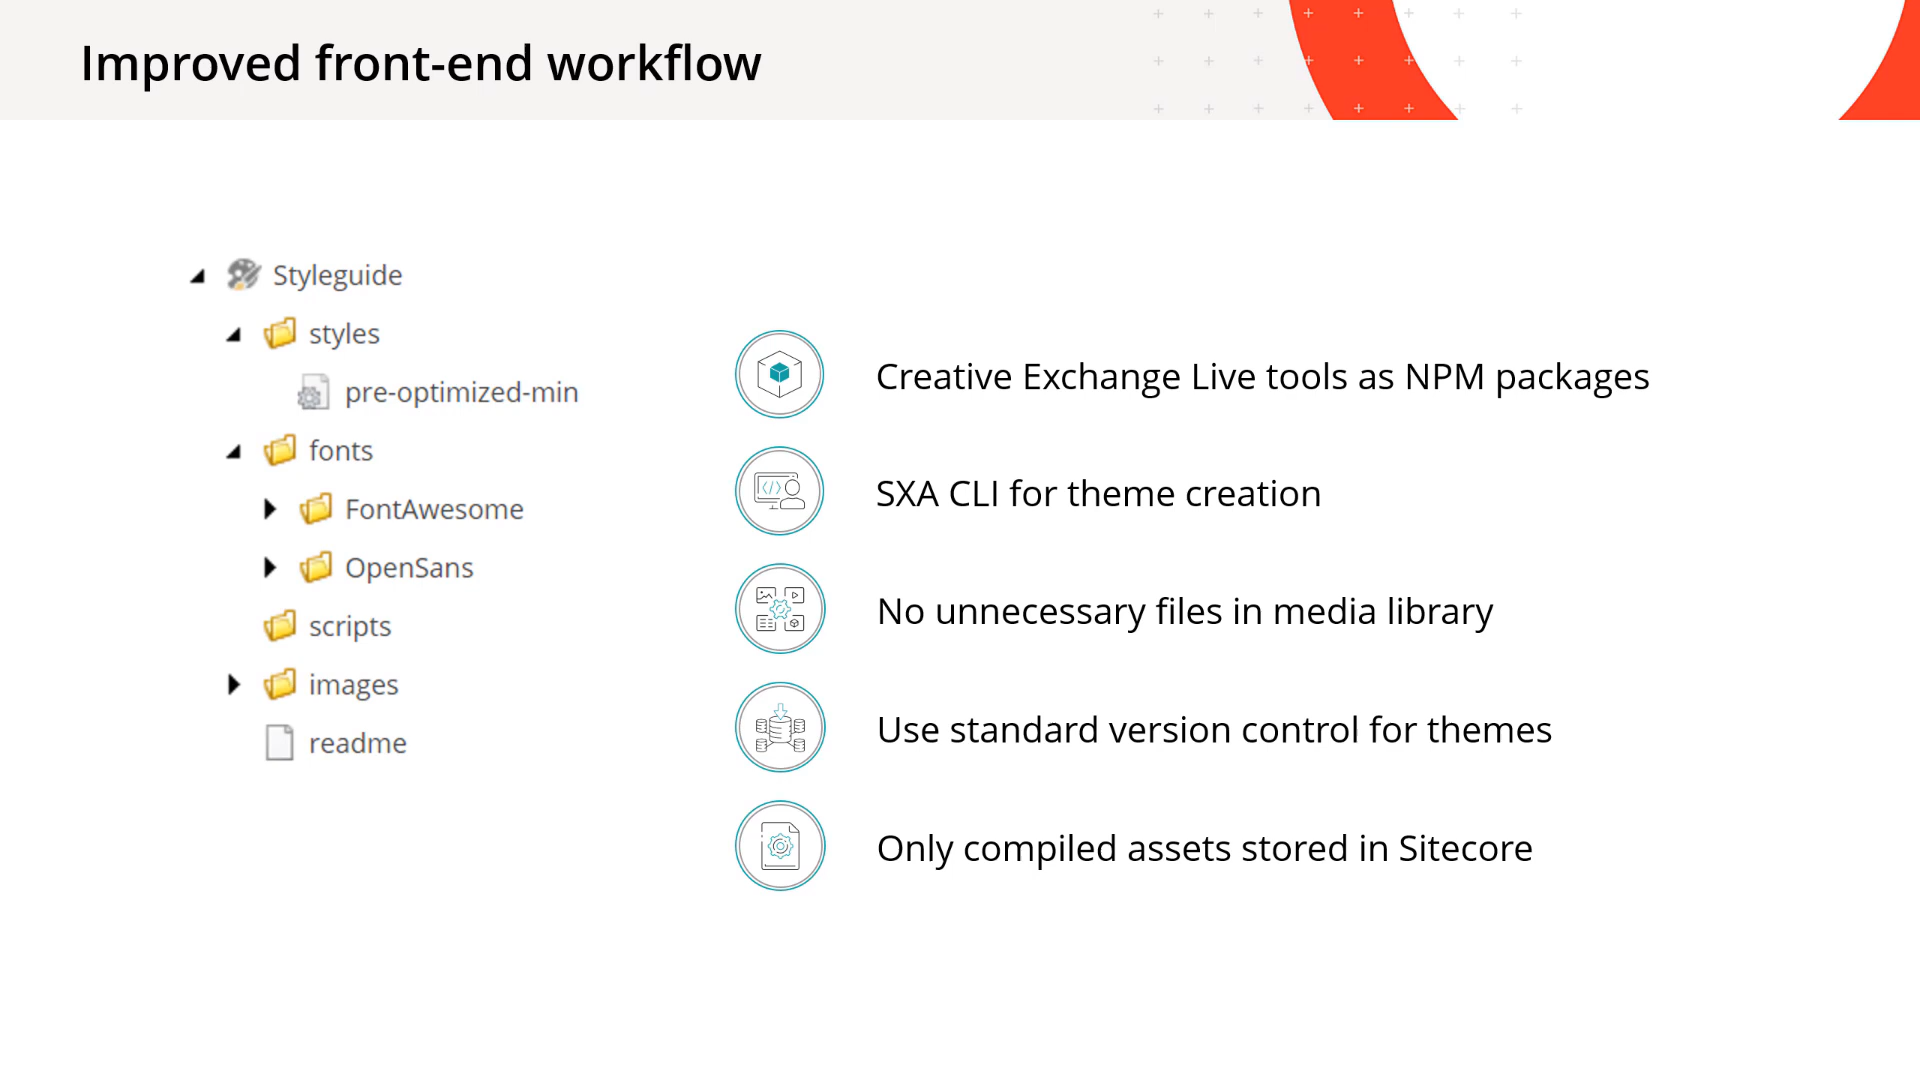 Improved front-end workflow
Styleguide
styles
pre-optimized-min
fonts
FontAwesome
OpenSans
scripts
images
readme
Creative Exchange Live tools as NPM packages
SXA CLI for theme creation
No unnecessary files in media library
Use standard version control for themes
Only compiled assets stored in Sitecore